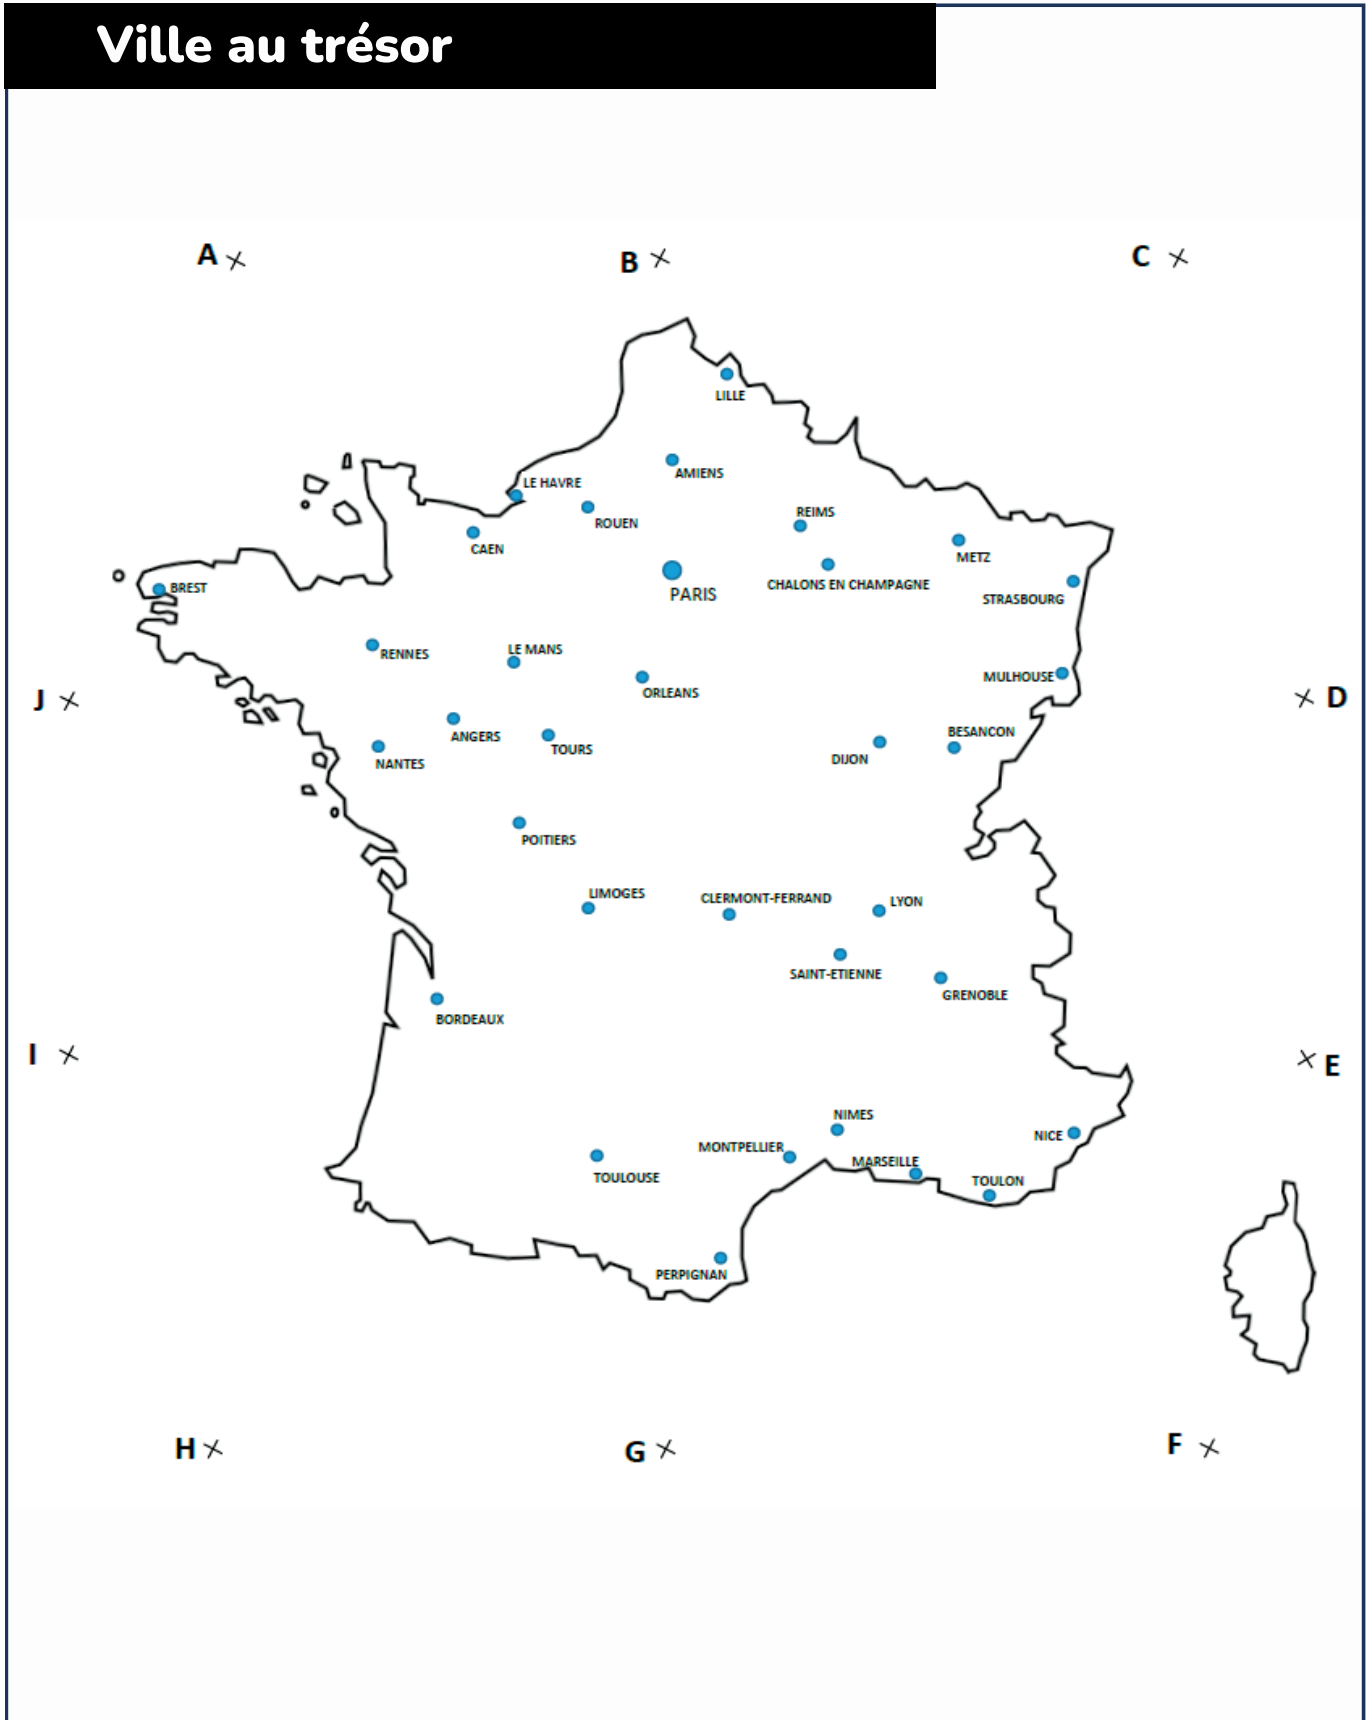 Ville au trésor
A
B
C
LILLE
AMIENS
LE HAVRE
ROUEN
REIMS
CAEN
METZ
CHALONS EN CHAMPAGNE
BREST
PARIS
STRASBOURG
RENNES
LE MANS
MULHOUSE
ORLEANS
J
D
ANGERS
BESANCON
TOURS
DIJON
NANTES
POITIERS
LIMOGES
CLERMONT-FERRAND
LYON
SAINT-ETIENNE
GRENOBLE
BORDEAUX
I
E
NIMES
NICE
MONTPELLIER
MARSEILLE
TOULOUSE
TOULON
PERPIGNAN
H
G
F